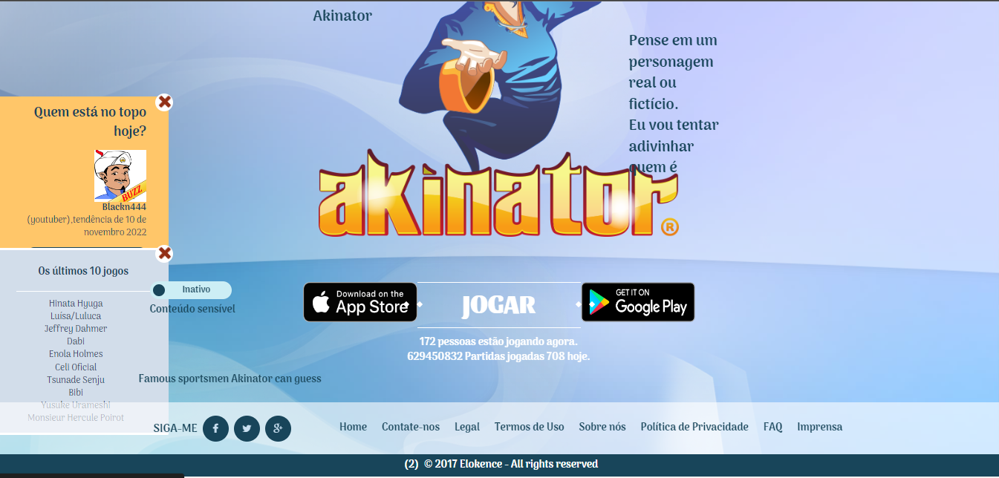 Akinator
Pense em um
personagem
real ou
fictício.
Eu vou tentar
adivinhar
quem é
akinator ®
Quem está no topo
hoje?
BUZZ
Blackn444
(youtuber),tendência de 10 de
novembro 2022
Os últimos 10 jogos
Hinata Hyuga
Luísa/Luluca
Jeffrey Dahmer
Dabi
Enola Holmes
Celi Oficial
Tsunade Senju
Bibi
Yusuke Urameshi
Monsieur Hercule Poirot
Inativo
Conteúdo sensível
Download on the
App Store
JOGAR
GET IT ON
Google Play
172 pessoas estão jogando agora.
629450832 Partidas jogadas 708 hoje.
Famous sportsmen Akinator can guess
SIGA-ME
Home Contate-nos Legal Termos de Uso Sobre nós Política de Privacidade FAQ Imprensa
(2) © 2017 Elokence - All rights reserved